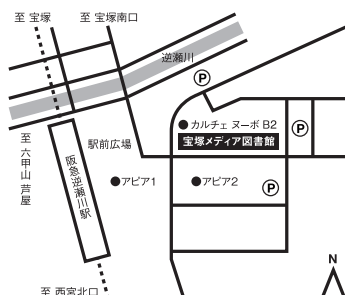 至 宝塚
至 宝塚南口
逆瀬川
P
カルチェ ヌーボ B2
宝塚メディア図書館
P
至 六甲山 芦屋
駅前広場
阪急逆瀬川駅
アピア1
アピア2
P
N
至 西宮北口